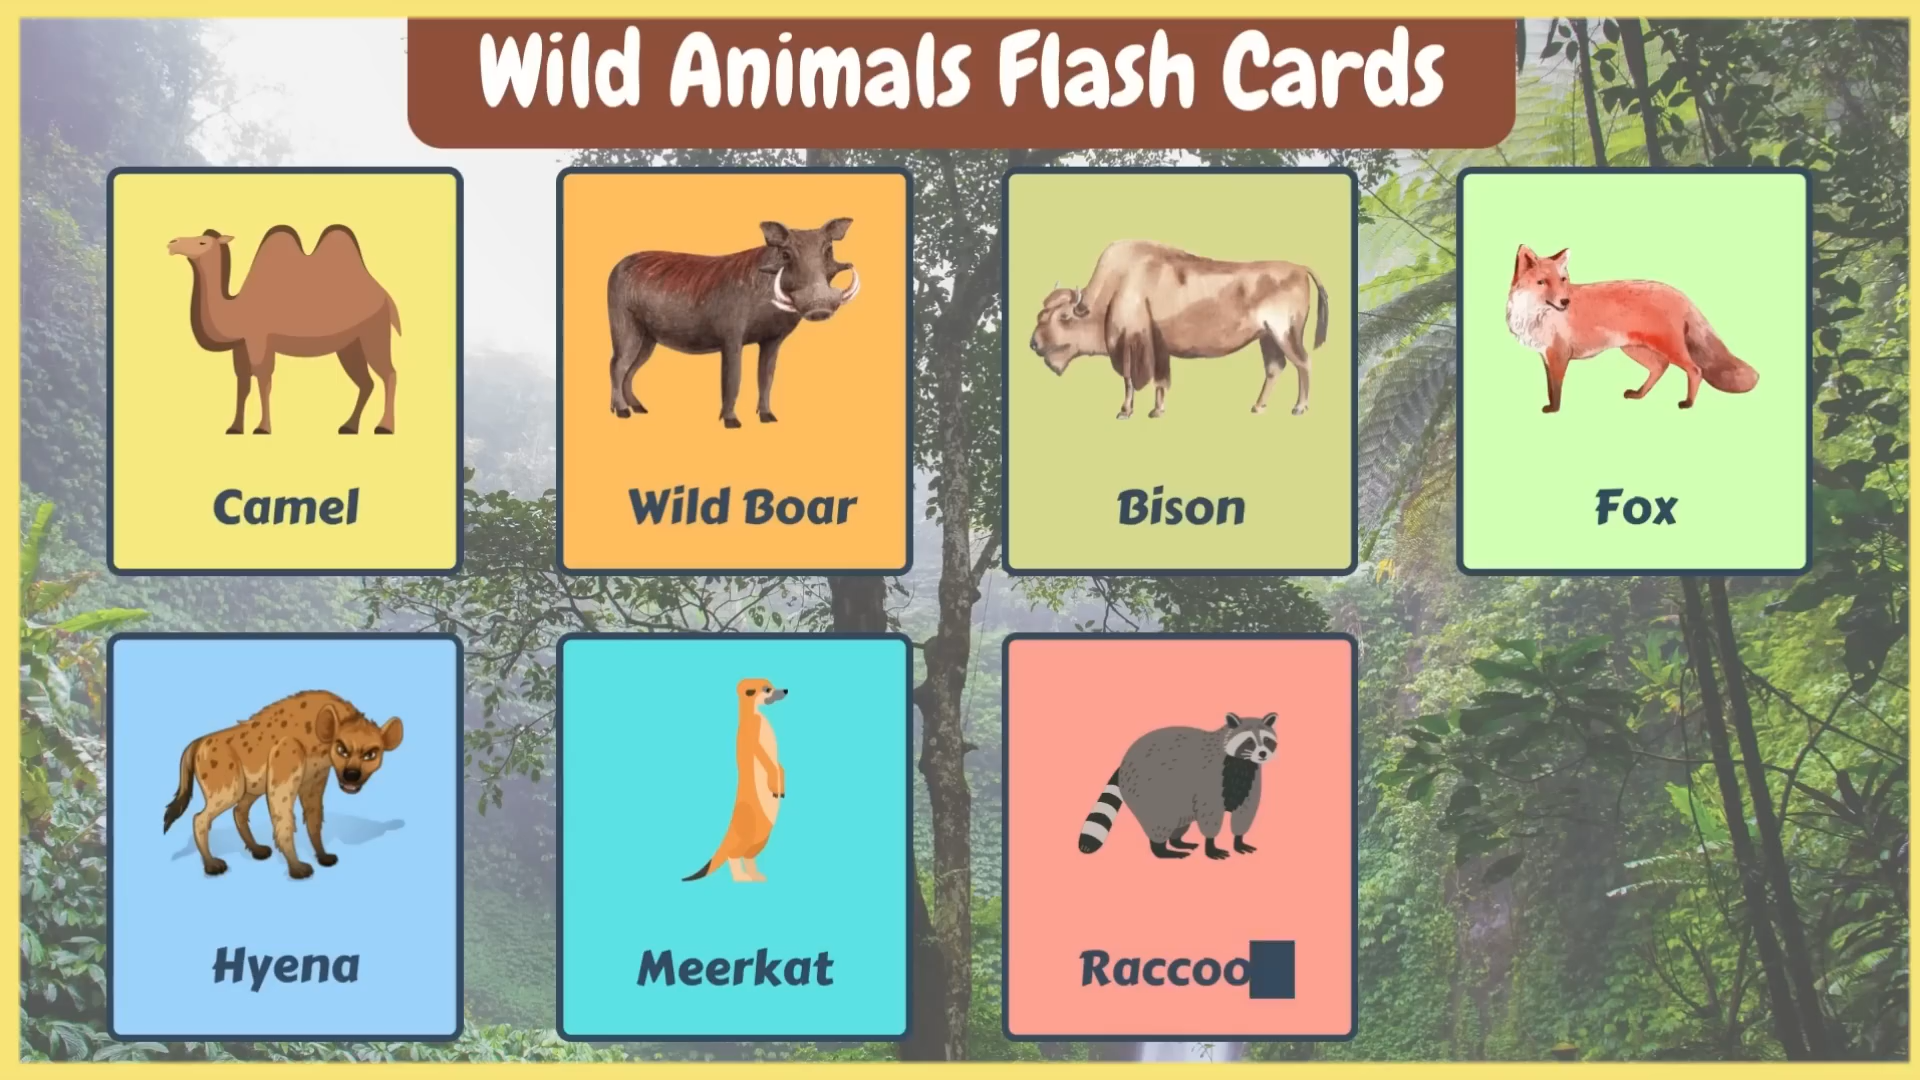 Wild Animals Flash Cards
Camel
Wild Boar
Bison
Fox
Hyena
Meerkat
Raccoo